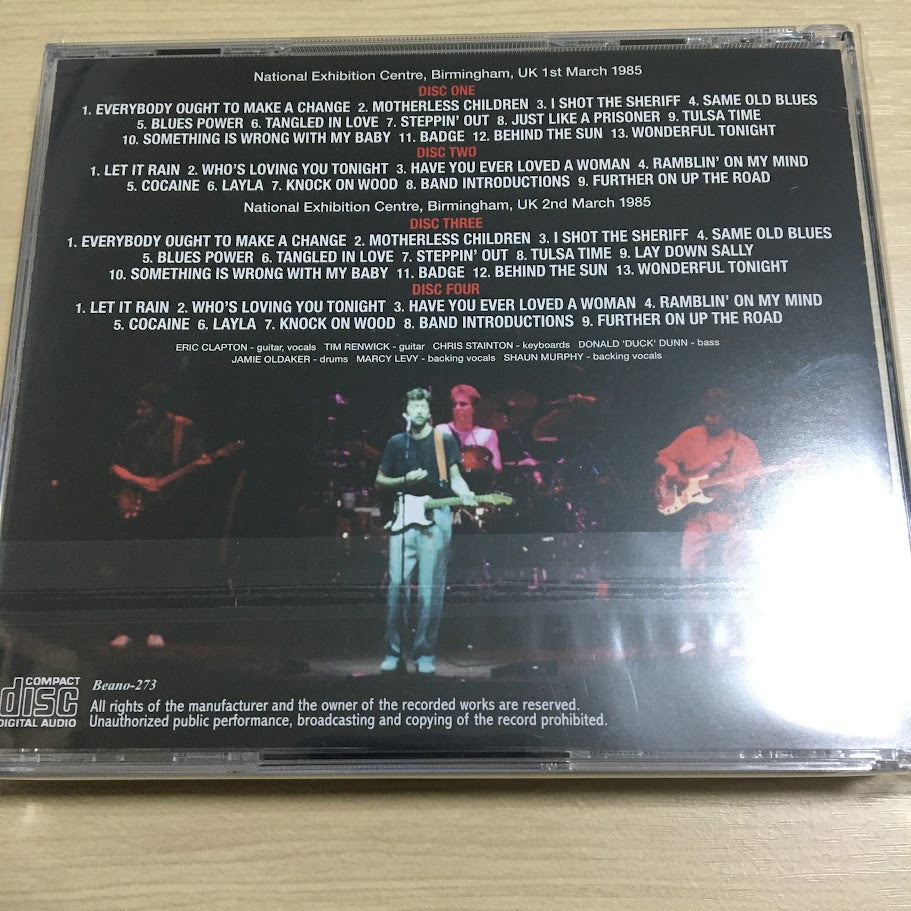 National Exhibition Centre, Birmingham, UK 1st March 1985
DISC ONE
1. EVERYBODY OUGHT TO MAKE A CHANGE 2. MOTHERLESS CHILDREN 3. I SHOT THE SHERIFF 4. SAME OLD BLUES
5. BLUES POWER 6. TANGLED IN LOVE 7. STEPPIN' OUT 8. JUST LIKE A PRISONER 9. TULSA TIME
10. SOMETHING IS WRONG WITH MY BABY 11. BADGE 12. BEHIND THE SUN 13. WONDERFUL TONIGHT
DISC TWO
1. LET IT RAIN 2. WHO'S LOVING YOU TONIGHT 3. HAVE YOU EVER LOVED A WOMAN 4. RAMBLIN' ON MY MIND
5. COCAINE 6. LAYLA 7. KNOCK ON WOOD 8. BAND INTRODUCTIONS 9. FURTHER ON UP THE ROAD
National Exhibition Centre, Birmingham, UK 2nd March 1985
DISC THREE
1. EVERYBODY OUGHT TO MAKE A CHANGE 2. MOTHERLESS CHILDREN 3. I SHOT THE SHERIFF 4. SAME OLD BLUES
5. BLUES POWER 6. TANGLED IN LOVE 7. STEPPIN' OUT 8. TULSA TIME 9. LAY DOWN SALLY
10. SOMETHING IS WRONG WITH MY BABY 11. BADGE 12. BEHIND THE SUN 13. WONDERFUL TONIGHT
DISC FOUR
1. LET IT RAIN 2. WHO'S LOVING YOU TONIGHT 3. HAVE YOU EVER LOVED A WOMAN 4. RAMBLIN' ON MY MIND
5. COCAINE 6. LAYLA 7. KNOCK ON WOOD 8. BAND INTRODUCTIONS 9. FURTHER ON UP THE ROAD
ERIC CLAPTON - guitar, vocals TIM RENWICK - guitar CHRIS STAINTON - keyboards DONALD 'DUCK' DUNN - bass
JAMIE OLDAKER - drums MARCY LEVY - backing vocals SHAUN MURPHY - backing vocals
COMPACT
disc
DIGITAL AUDIO
Beano-273
All rights of the manufacturer and the owner of the recorded works are reserved.
Unauthorized public performance, broadcasting and copying of the record prohibited.